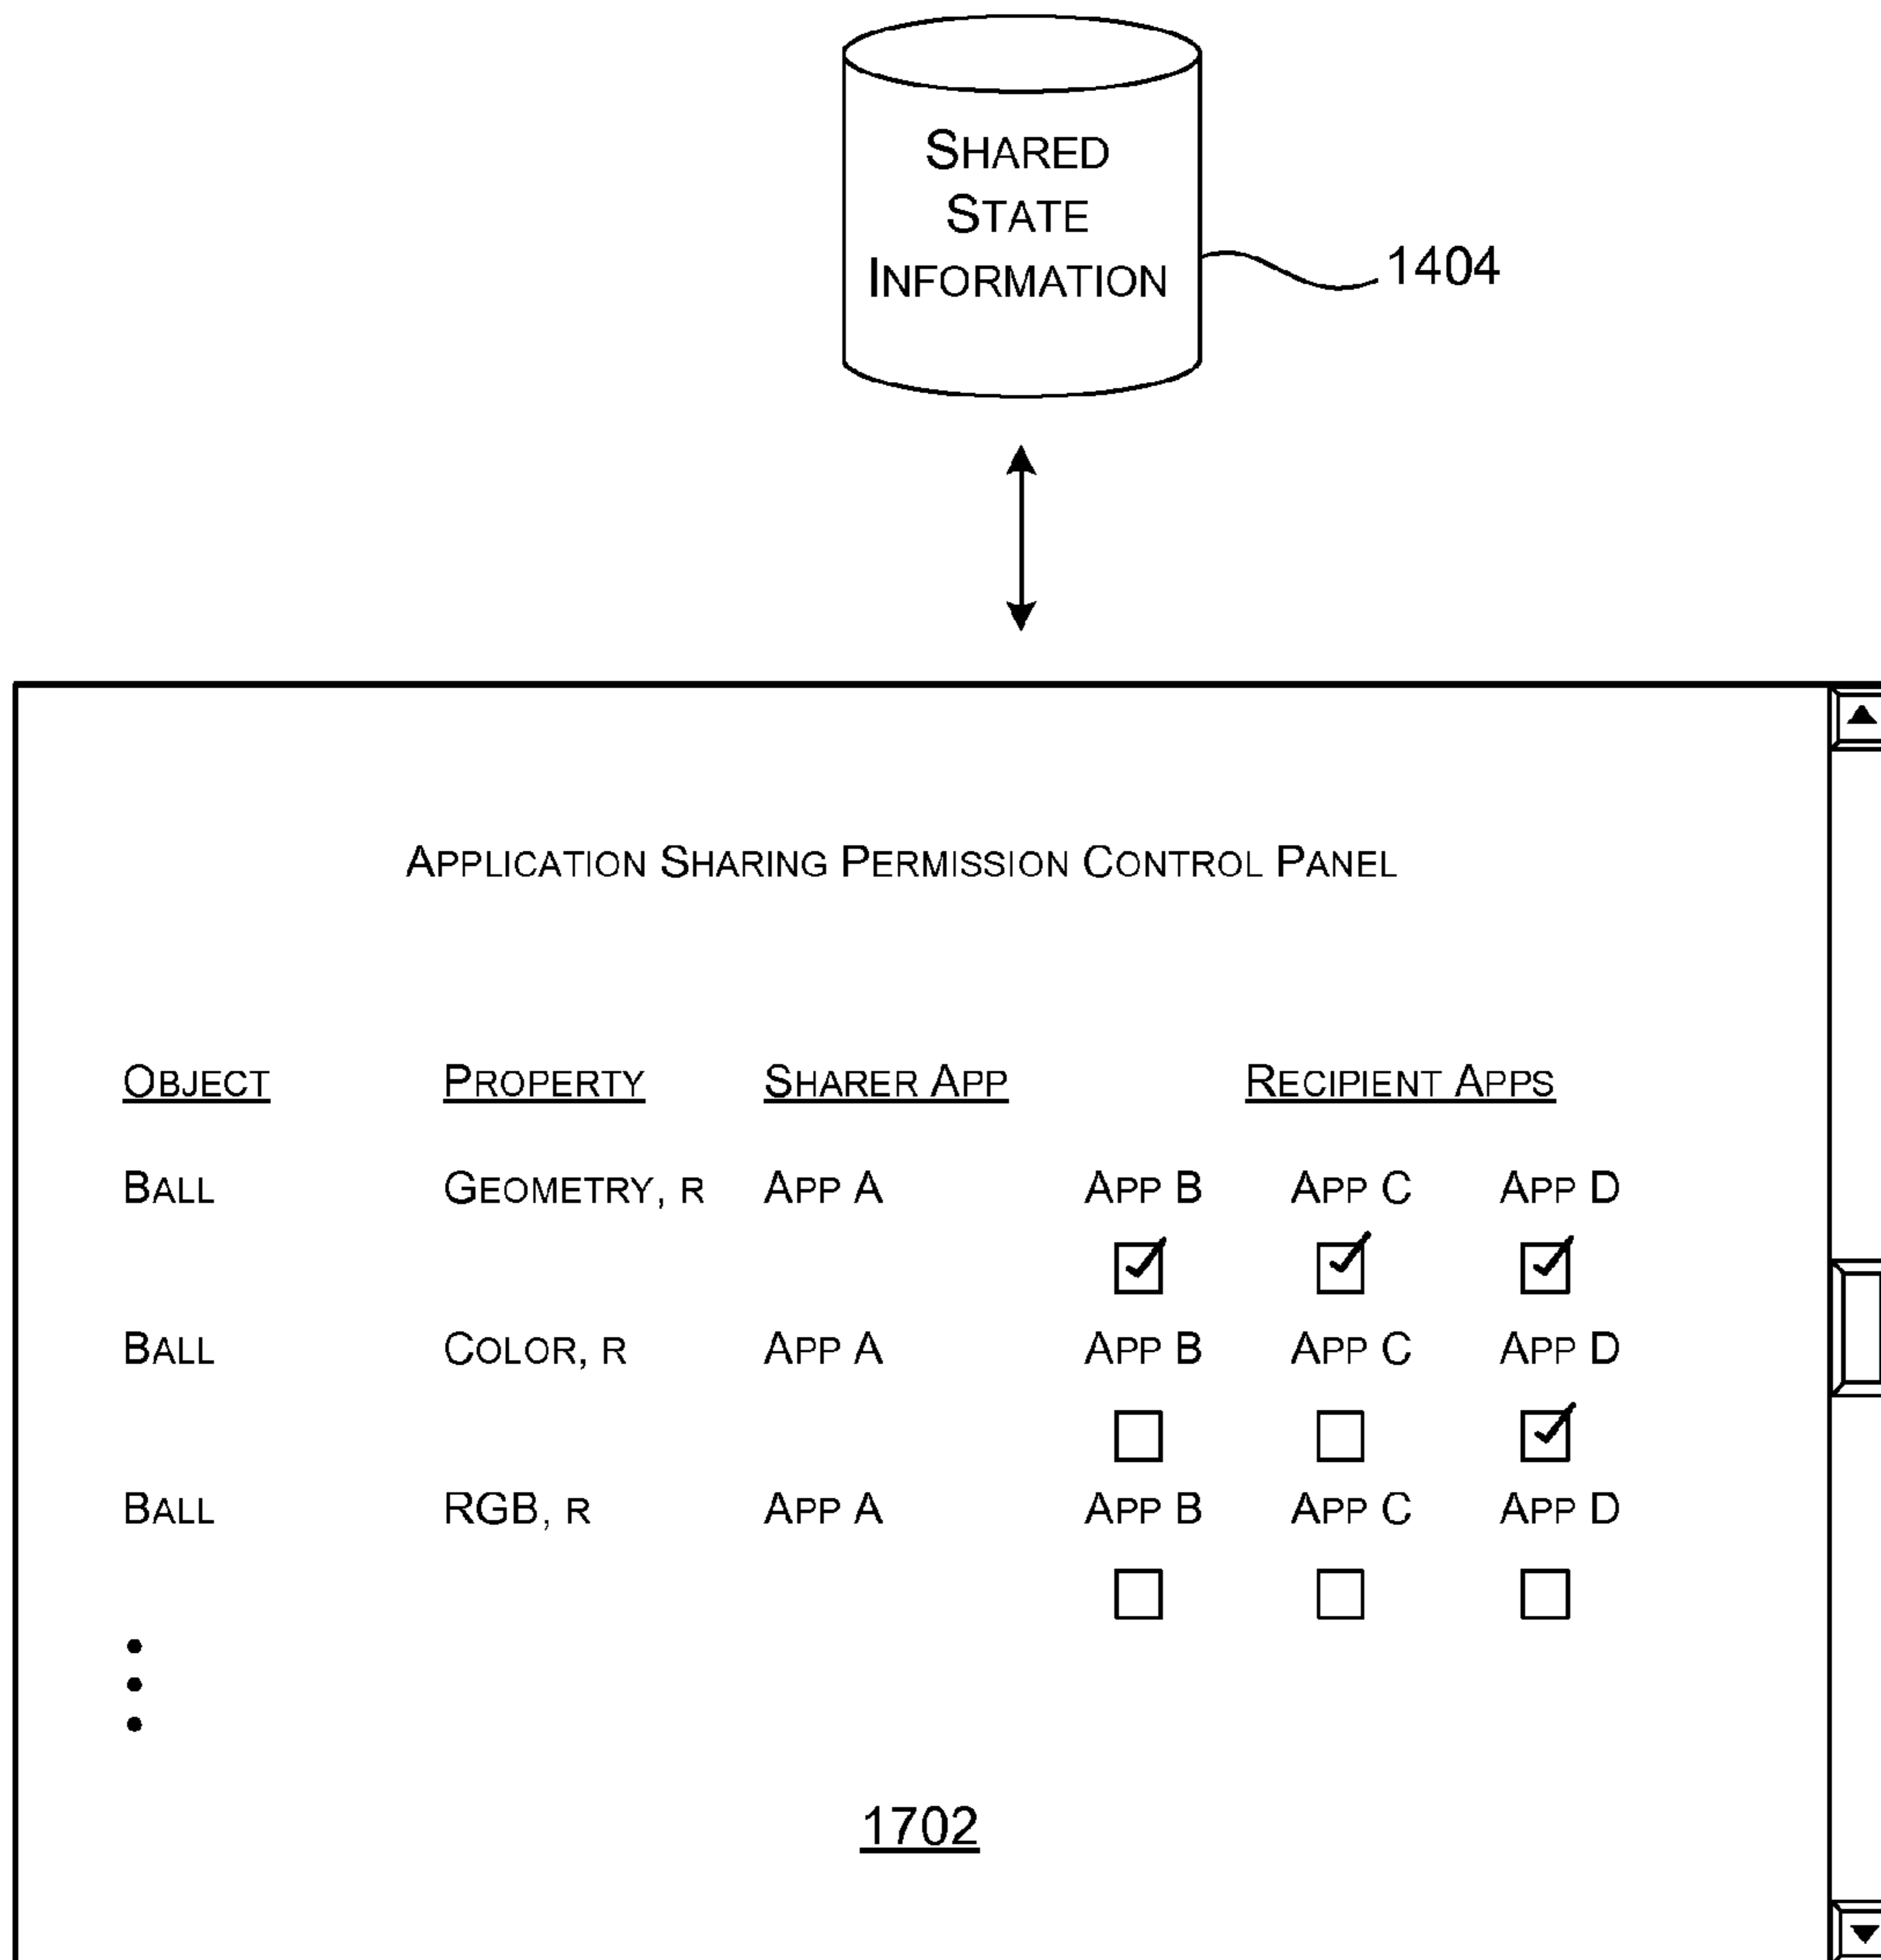 SHARED
STATE
INFORMATION
1404
APPLICATION SHARING PERMISSION CONTROL PANEL
OBJECT PROPERTY SHARER APP RECIPIENT APPS
BALL GEOMETRY, R APP A APP B APP C APP D
BALL COLOR, R APP A APP B APP C APP D
BALL RGB, R APP A APP B APP C APP D
1702